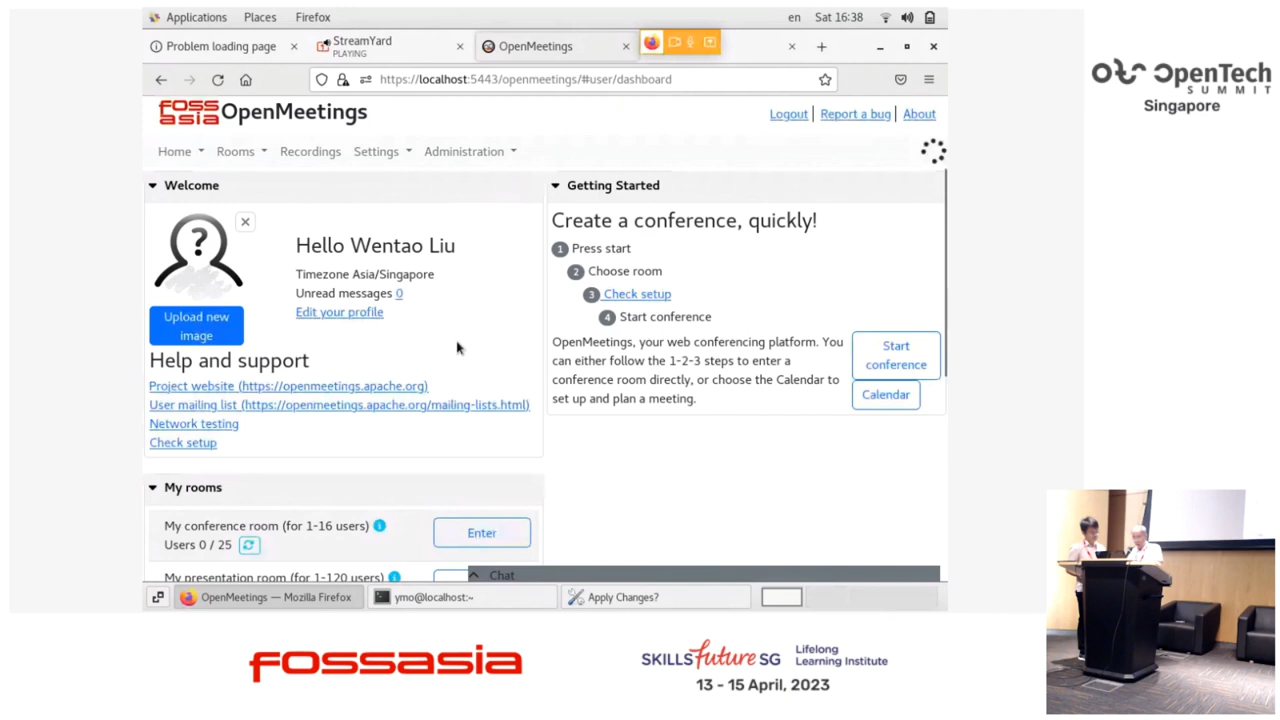 Applications Places Firefox en Sat 16:38
Problem loading page StreamYard PLAYING OpenMeetings
https://localhost:5443/openmeetings/#user/dashboard
FOSS ASIA OpenMeetings
Logout Report a bug About
Home Rooms Recordings Settings Administration
Welcome
Hello Wentao Liu
Timezone Asia/Singapore
Unread messages 0
Edit your profile
Upload new
image
Help and support
Project website (https://openmeetings.apache.org)
User mailing list (https://openmeetings.apache.org/mailing-lists.html)
Network testing
Check setup
My rooms
My conference room (for 1-16 users)
Users 0 / 25
Enter
My presentation room (for 1-120 users)
Getting Started
Create a conference, quickly!
1 Press start
2 Choose room
3 Check setup
4 Start conference
OpenMeetings, your web conferencing platform. You
can either follow the 1-2-3 steps to enter a
conference room directly, or choose the Calendar to
set up and plan a meeting.
Start
conference
Calendar
Chat
OpenMeetings — Mozilla Firefox ymo@localhost:~ Apply Changes?
OTS OpenTech
SUMMIT
Singapore
fossasia
SKILLS future SG
Lifelong
Learning Institute
13 - 15 April, 2023